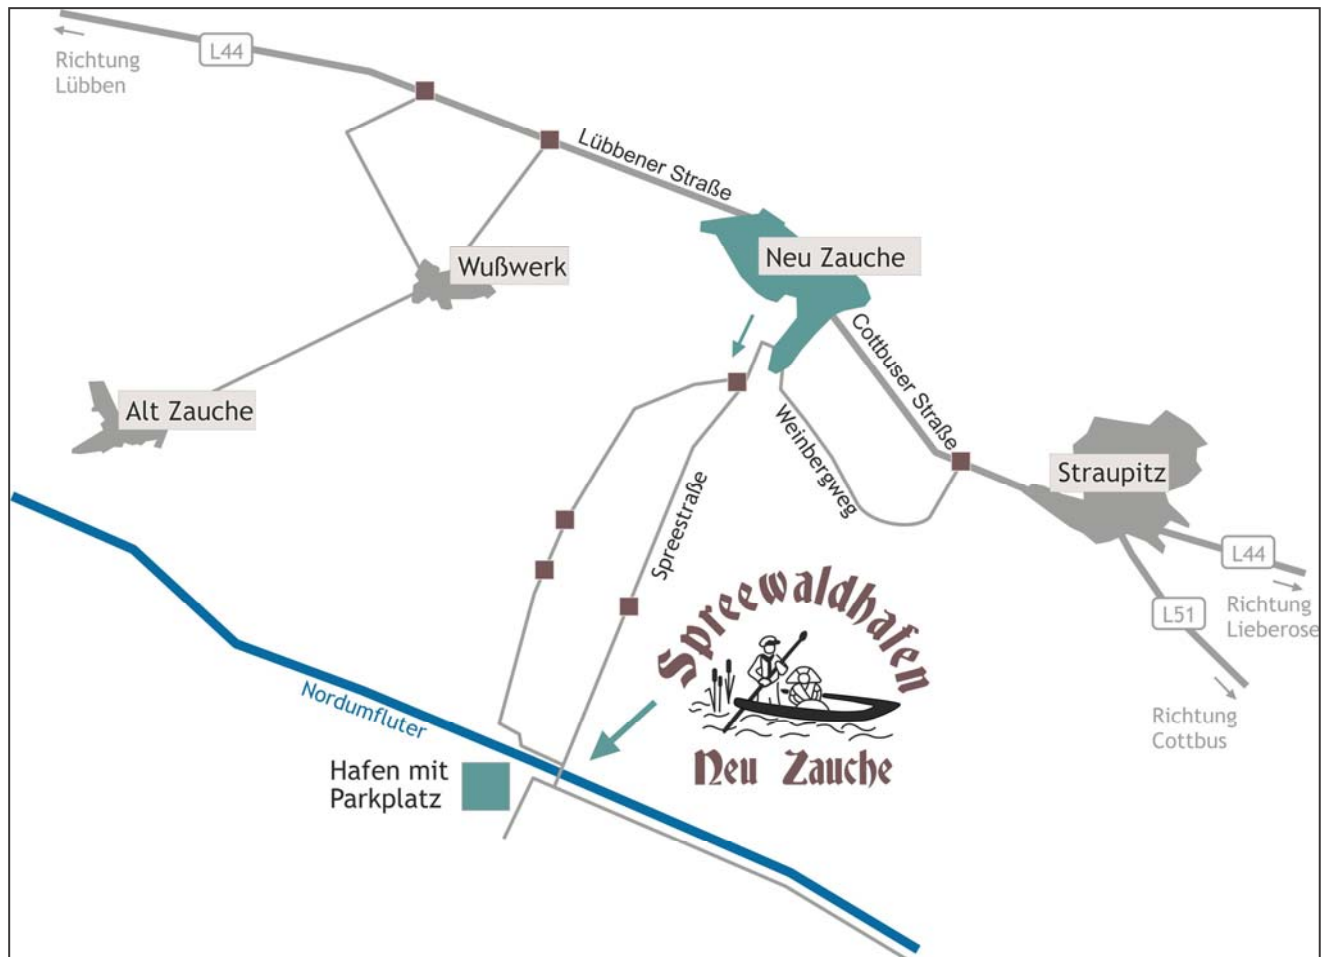 L44
Richtung
Lübben
Lübbener Straße
Neu Zauche
Wußwerk
Cottbuser Straße
Alt Zauche
Weinbergweg
Straupitz
Spreestraße
L44
Richtung
Lieberose
L51
Richtung
Cottbus
Spreewaldhafen
Neu Zauche
Nordumfluter
Hafen mit
Parkplatz